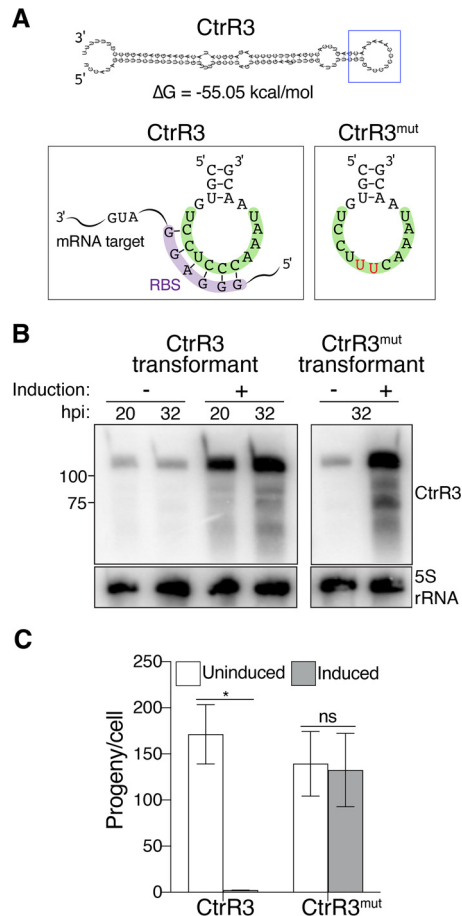 A
CtrR3
3'
5'
ΔG = -55.05 kcal/mol
CtrR3
CtrR3mut
5' 3'
C-G
G-C
G-C
U-A
G A
U U
C A
C A
U C C C A
G G A G G G
3' GUA
mRNA target
RBS
5'
5' 3'
C-G
G-C
G-C
U-A
G A
U U
C A
C A
U U U C A
B
CtrR3 transformant
CtrR3mut transformant
Induction: - + - +
hpi: 20 32 20 32 32
100
75
CtrR3
5S
rRNA
C
Uninduced Induced
Progeny/cell
250
200
150
100
50
0
*
ns
CtrR3 CtrR3mut